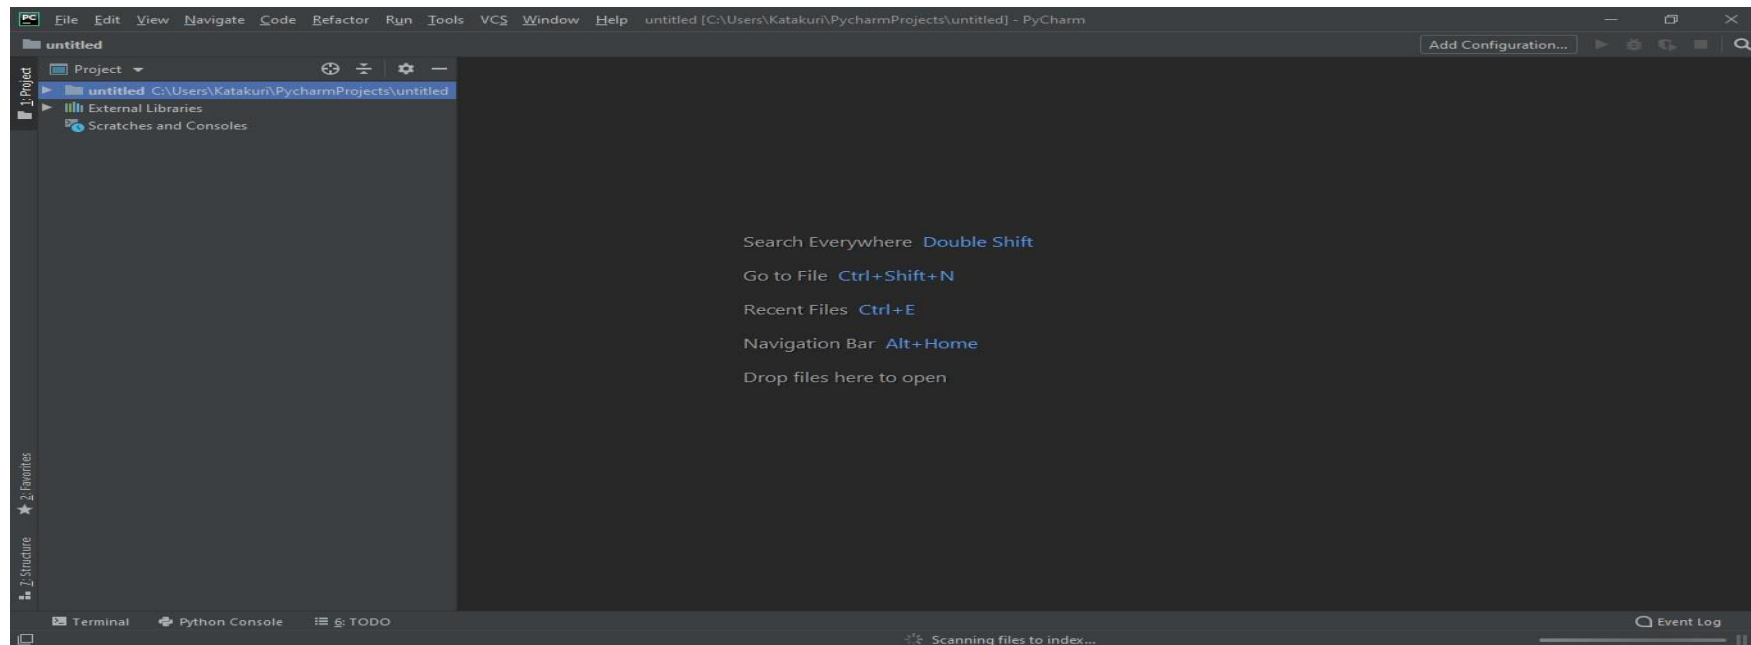 PC File Edit View Navigate Code Refactor Run Tools VCS Window Help untitled [C:\Users\Katakuri\PycharmProjects\untitled] - PyCharm
untitled Add Configuration...
1: Project
Project
untitled C:\Users\Katakuri\PycharmProjects\untitled
External Libraries
Scratches and Consoles
Search Everywhere Double Shift
Go to File Ctrl+Shift+N
Recent Files Ctrl+E
Navigation Bar Alt+Home
Drop files here to open
2: Favorites
7: Structure
Terminal Python Console 6: TODO Event Log
Scanning files to index...